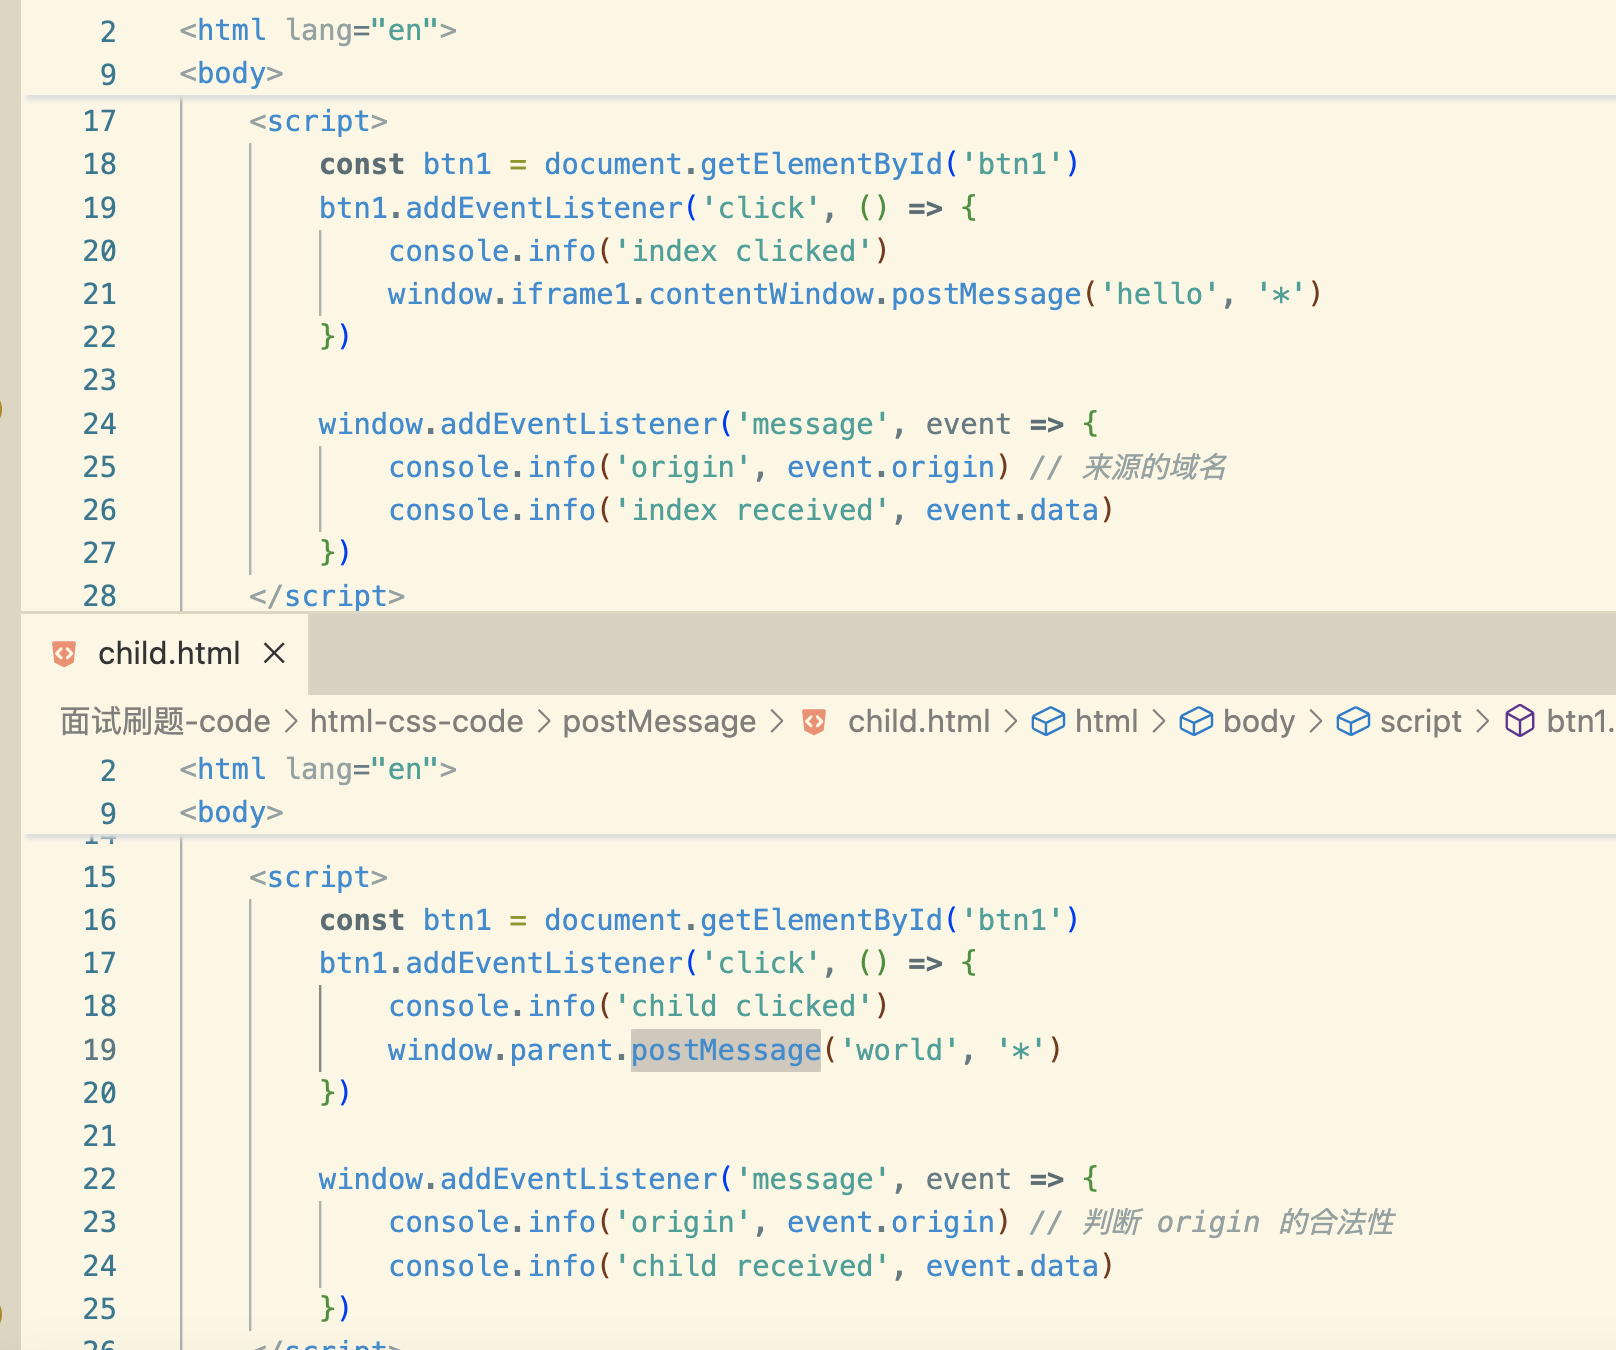 2 <html lang="en">
9 <body>
17 <script>
18 const btn1 = document.getElementById('btn1')
19 btn1.addEventListener('click', () => {
20 console.info('index clicked')
21 window.iframe1.contentWindow.postMessage('hello', '*')
22 })
23
24 window.addEventListener('message', event => {
25 console.info('origin', event.origin) // 来源的域名
26 console.info('index received', event.data)
27 })
28 </script>
child.html
面试刷题-code > html-css-code > postMessage > child.html > html > body > script > btn1.
2 <html lang="en">
9 <body>
14
15 <script>
16 const btn1 = document.getElementById('btn1')
17 btn1.addEventListener('click', () => {
18 console.info('child clicked')
19 window.parent.postMessage('world', '*')
20 })
21
22 window.addEventListener('message', event => {
23 console.info('origin', event.origin) // 判断 origin 的合法性
24 console.info('child received', event.data)
25 })
26 </script>